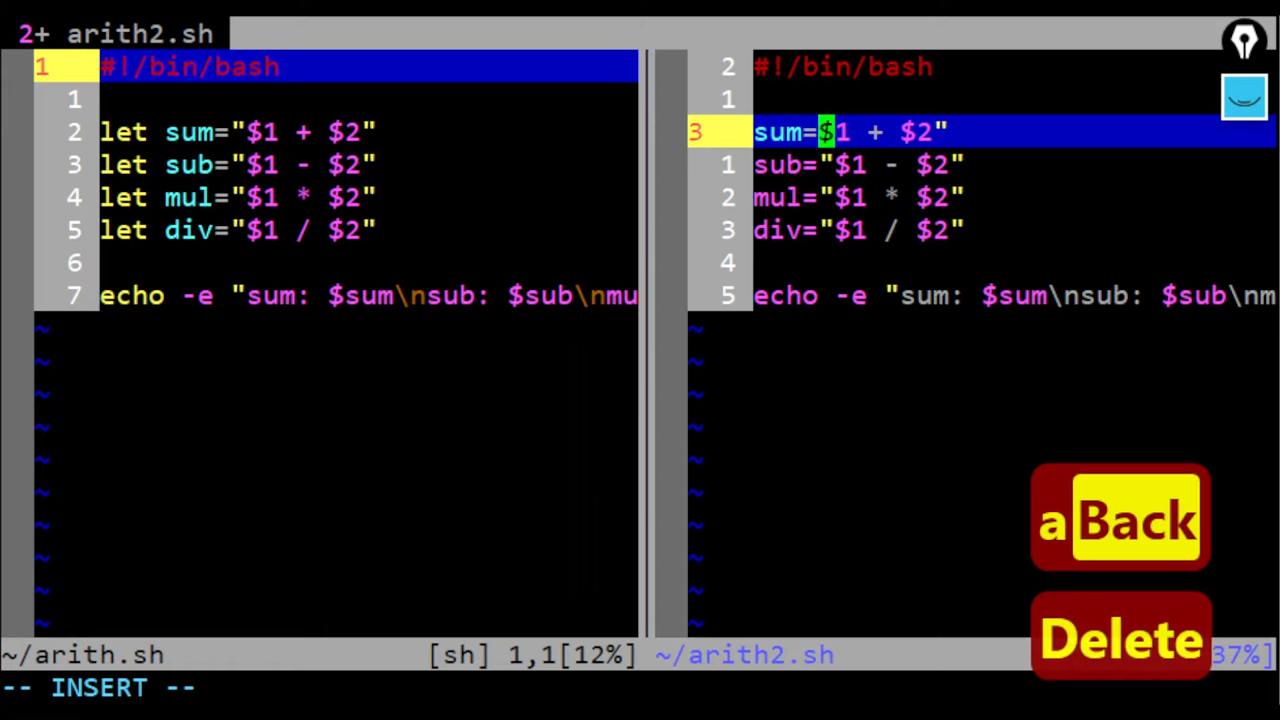 2+ arith2.sh
1 #!/bin/bash
1
2 let sum="$1 + $2"
3 let sub="$1 - $2"
4 let mul="$1 * $2"
5 let div="$1 / $2"
6
7 echo -e "sum: $sum\nsub: $sub\nmu
~
~
~
~
~
~
~
~
~
~
~/arith.sh [sh] 1,1[12%]
2 #!/bin/bash
1
3 sum=$1 + $2"
1 sub="$1 - $2"
2 mul="$1 * $2"
3 div="$1 / $2"
4
5 echo -e "sum: $sum\nsub: $sub\nm
~
~
~
~
~
~
~
~
~
~
~/arith2.sh 37%]
-- INSERT --
a Back
Delete